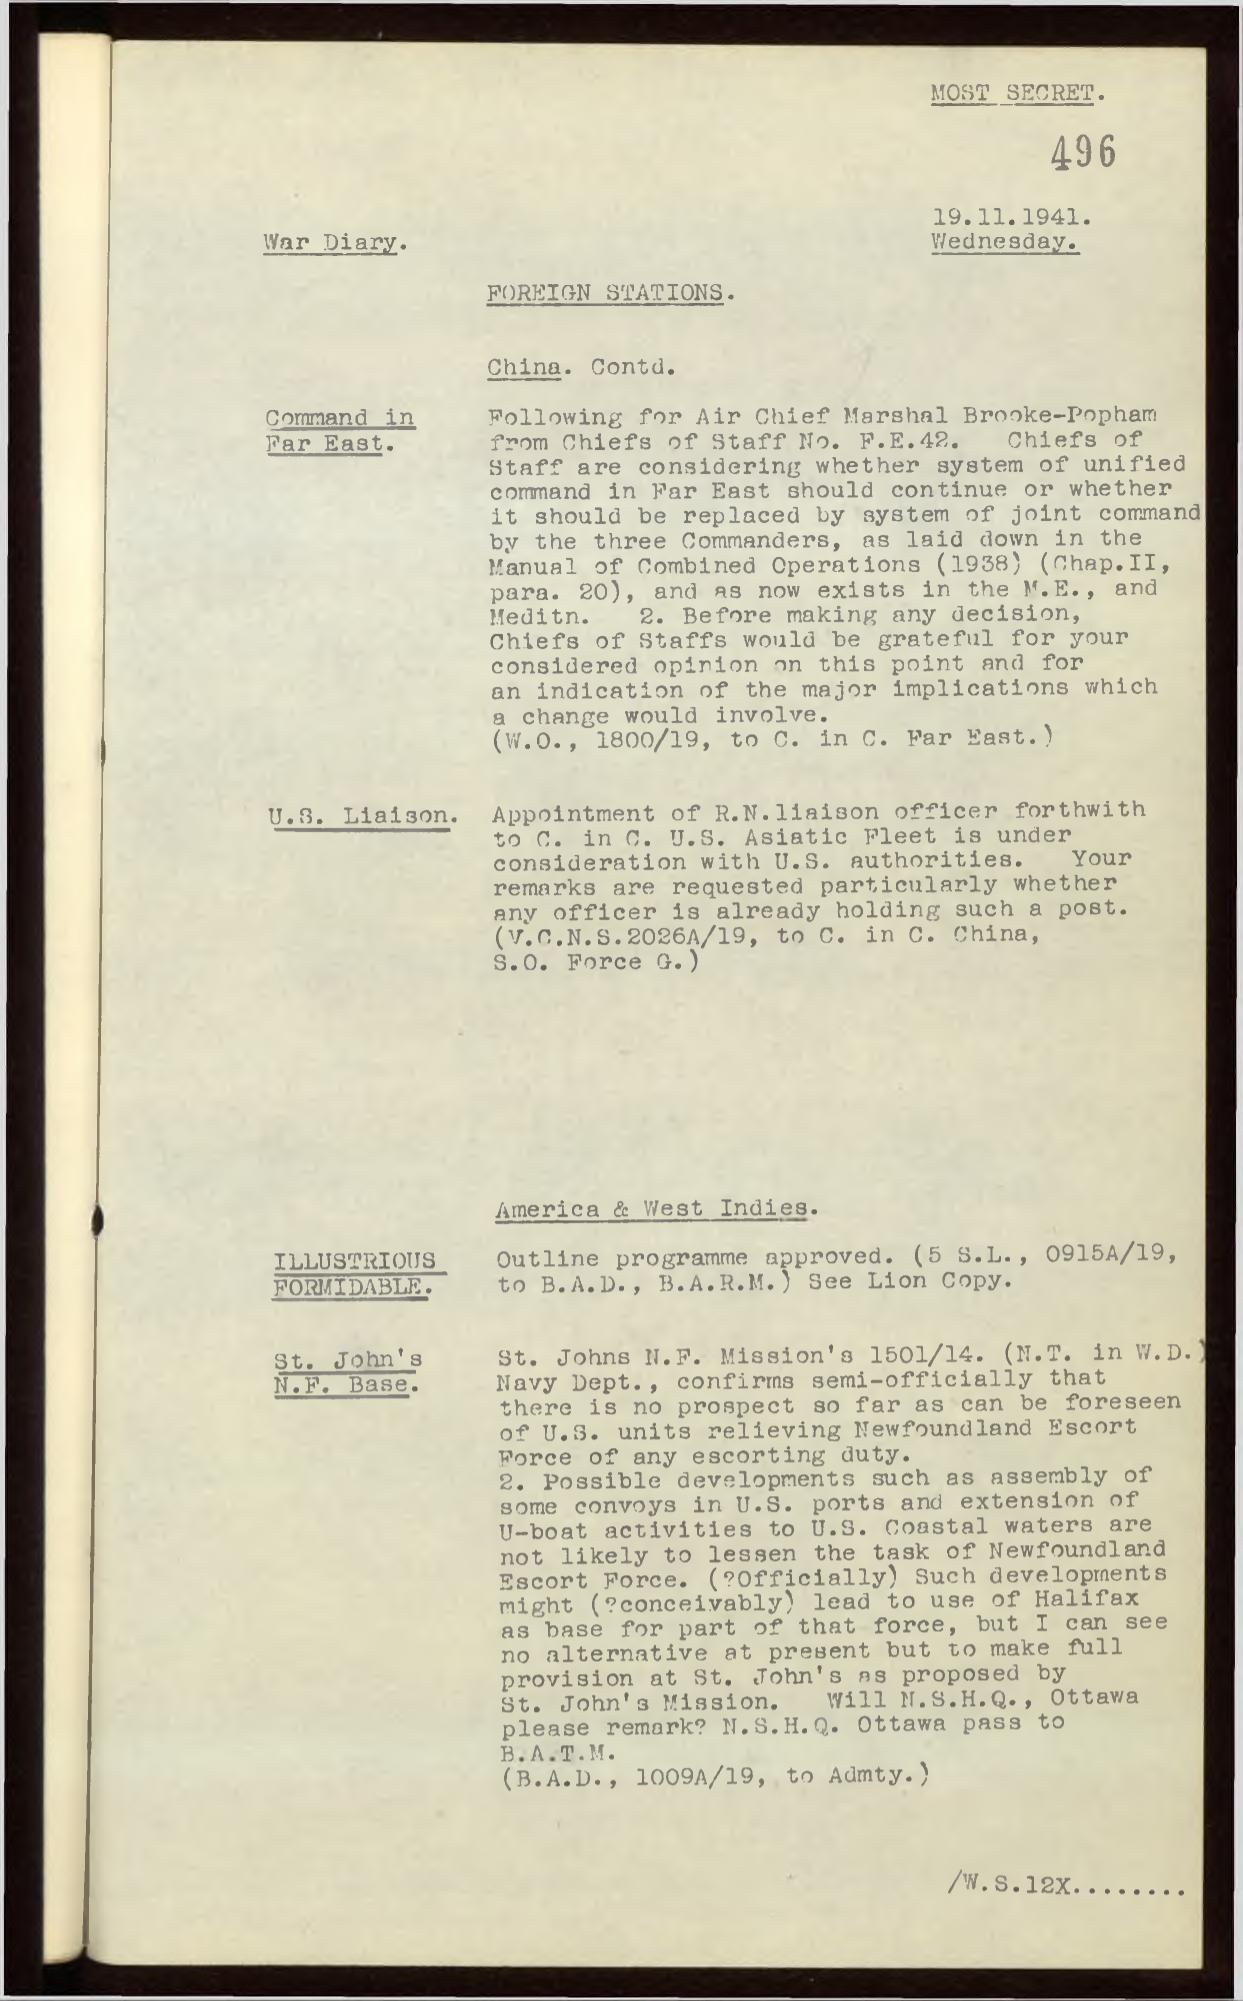 MOST SECRET.
496
19.11.1941.
War Diary.
Wednesday.
FOREIGN STATIONS.
China. Contd.
Command in
Far East.
Following for Air Chief Marshal Brooke-Popham
from Chiefs of Staff No. F.E.42. Chiefs of
Staff are considering whether system of unified
command in Far East should continue or whether
it should be replaced by system of joint command
by the three Commanders, as laid down in the
Manual of Combined Operations (1938) (Chap.II,
para. 20), and as now exists in the M.E., and
Meditn. 2. Before making any decision,
Chiefs of Staffs would be grateful for your
considered opinion on this point and for
an indication of the major implications which
a change would involve.
(W.O., 1800/19, to C. in C. Far East.)
U.S. Liaison.
Appointment of R.N.liaison officer forthwith
to C. in C. U.S. Asiatic Fleet is under
consideration with U.S. authorities. Your
remarks are requested particularly whether
any officer is already holding such a post.
(V.C.N.S.2026A/19, to C. in C. China,
S.O. Force G.)
America & West Indies.
ILLUSTRIOUS
FORMIDABLE.
Outline programme approved. (5 S.L., 0915A/19,
to B.A.D., B.A.R.M.) See Lion Copy.
St. John's
N.F. Base.
St. Johns N.F. Mission's 1501/14. (N.T. in W.D.)
Navy Dept., confirms semi-officially that
there is no prospect so far as can be foreseen
of U.S. units relieving Newfoundland Escort
Force of any escorting duty.
2. Possible developments such as assembly of
some convoys in U.S. ports and extension of
U-boat activities to U.S. Coastal waters are
not likely to lessen the task of Newfoundland
Escort Force. (?Officially) Such developments
might (?conceivably) lead to use of Halifax
as base for part of that force, but I can see
no alternative at present but to make full
provision at St. John's as proposed by
St. John's Mission. Will N.S.H.Q., Ottawa
please remark? N.S.H.Q. Ottawa pass to
B.A.T.M.
(B.A.D., 1009A/19, to Admty.)
/W.S.12X........